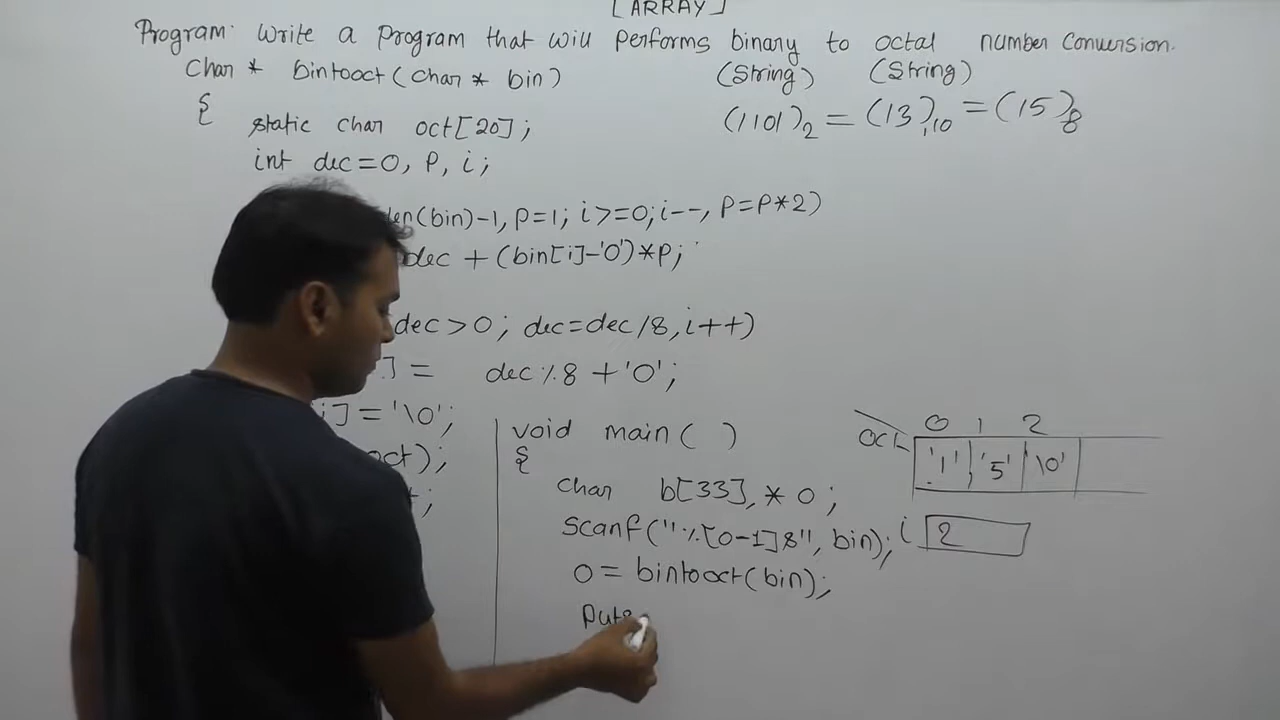 [ARRAY]
Program: Write a program that will performs binary to octal number conversion.
(String) (String)
Char * bintooct(char * bin)
{
static char oct[20];
int dec=0, P, i;
len(bin)-1, P=1; i>=0; i--, P=P*2)
dec + (bin[i]-'0')*P;
dec>0; dec=dec/8, i++)
] = dec%8 +'0';
i]='\0';
oct);
t;
(1101)2 = (13)10 = (15)8
void main( )
{
char b[33], * o;
scanf("%[0-1]s", bin);
o = bintooct(bin);
puts
0 1 2
oct '1' '5' '\0'
i 2